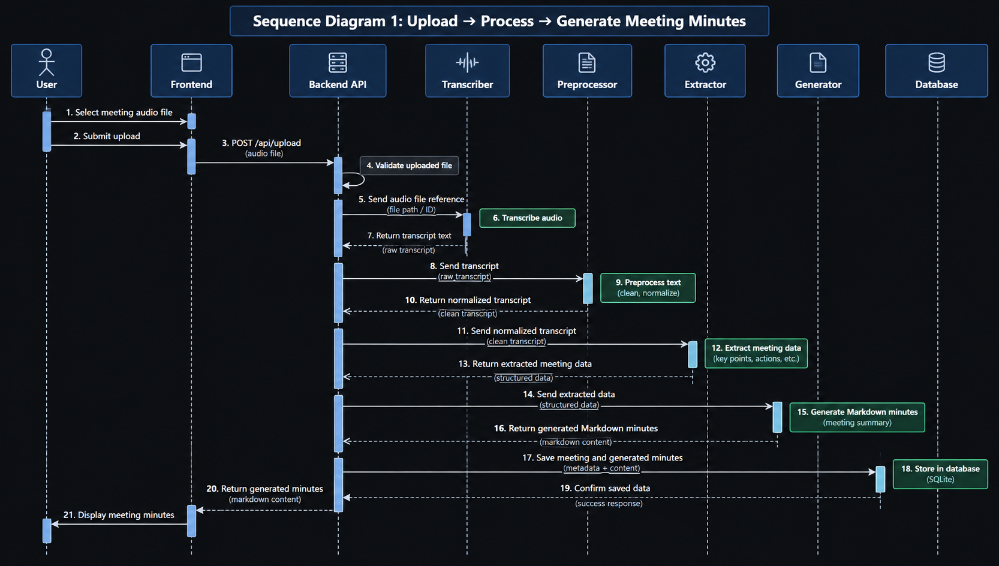 Sequence Diagram 1: Upload → Process → Generate Meeting Minutes
User
Frontend
Backend API
Transcriber
Preprocessor
Extractor
Generator
Database
1. Select meeting audio file
2. Submit upload
3. POST /api/upload
(audio file)
4. Validate uploaded file
5. Send audio file reference
(file path / ID)
6. Transcribe audio
7. Return transcript text
(raw transcript)
8. Send transcript
(raw transcript)
9. Preprocess text
(clean, normalize)
10. Return normalized transcript
(clean transcript)
11. Send normalized transcript
(clean transcript)
12. Extract meeting data
(key points, actions, etc.)
13. Return extracted meeting data
(structured data)
14. Send extracted data
(structured data)
15. Generate Markdown minutes
(meeting summary)
16. Return generated Markdown minutes
(markdown content)
17. Save meeting and generated minutes
(metadata + content)
18. Store in database
(SQLite)
19. Confirm saved data
(success response)
20. Return generated minutes
(markdown content)
21. Display meeting minutes